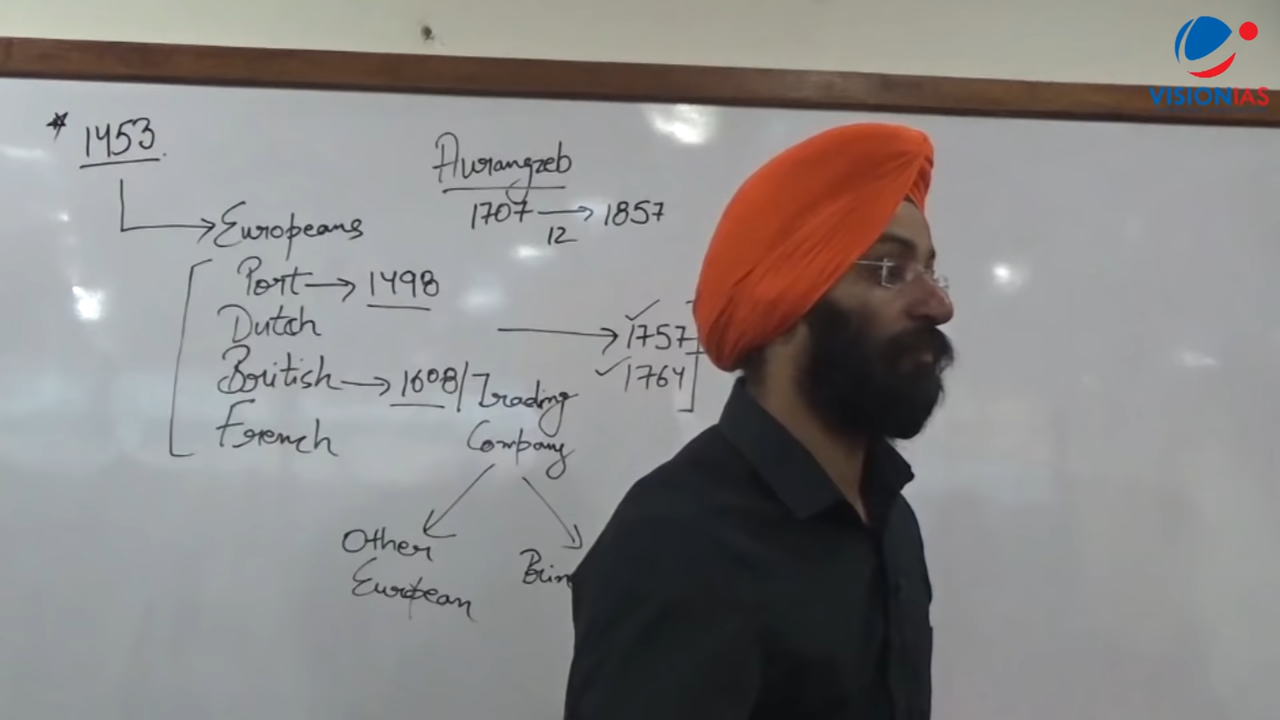 * 1453
Europeans
Port → 1498
Dutch
British → 1608/Trading
Company
French
Other
European
Aurangzeb
1707 → 1857
12
→ ✓1757
✓1764
VISIONIAS